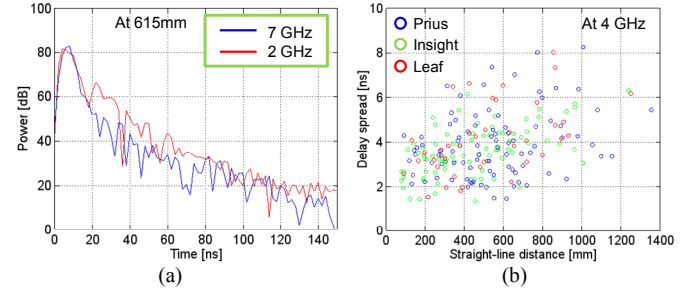 At 615mm
7 GHz
2 GHz
Power [dB]
100
80
60
40
20
0
0 20 40 60 80 100 120 140
Time [ns]
(a)
Prius
Insight
Leaf
At 4 GHz
Delay spread [ns]
10
8
6
4
2
0
0 200 400 600 800 1000 1200 1400
Straight-line distance [mm]
(b)